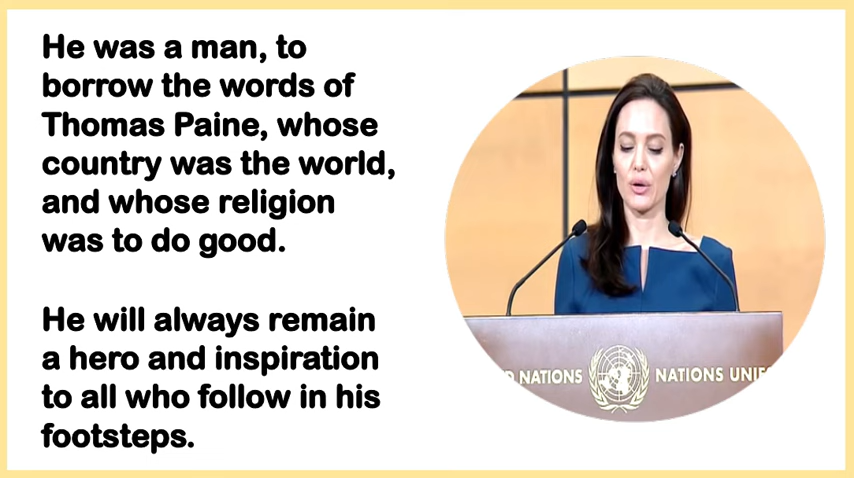 He was a man, to
borrow the words of
Thomas Paine, whose
country was the world,
and whose religion
was to do good.
He will always remain
a hero and inspiration
to all who follow in his
footsteps.
NATIONS
NATIONS